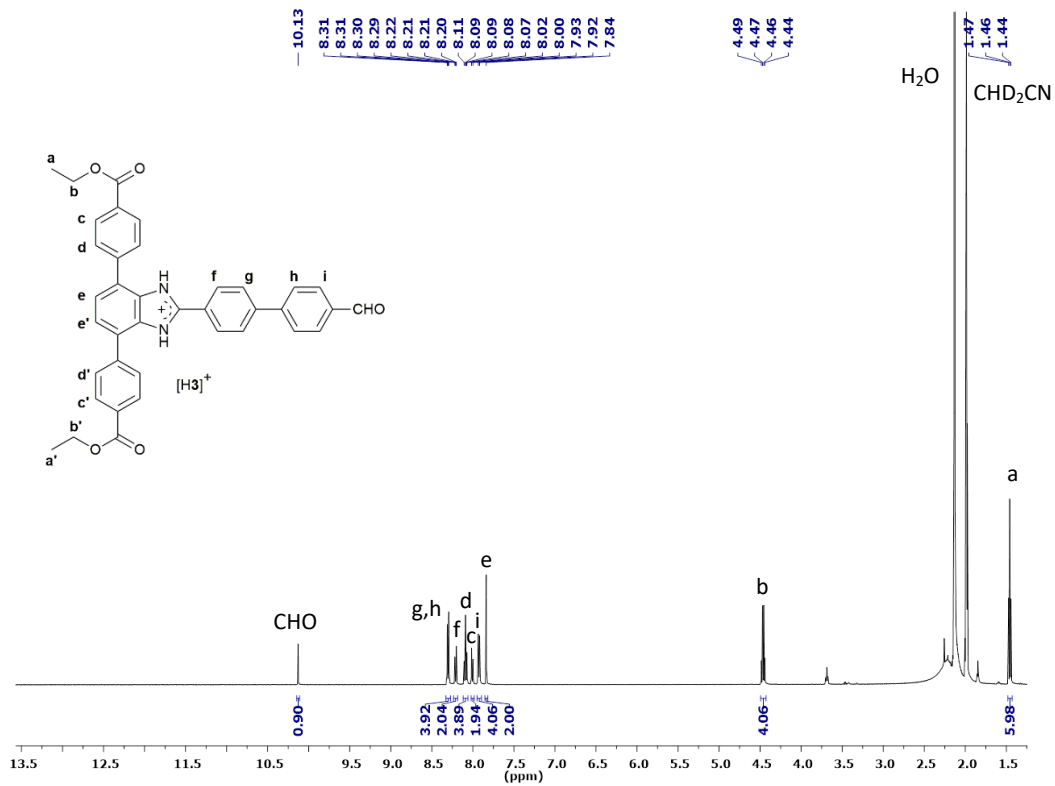 10.13
8.31
8.31
8.30
8.29
8.22
8.21
8.21
8.20
8.11
8.09
8.09
8.08
8.07
8.02
8.00
7.93
7.92
7.84
4.49
4.47
4.46
4.44
1.47
1.46
1.44
H₂O
CHD₂CN
a
O
O
b
c
d
H
N
f
g
h
i
e
+
CHO
e'
N
H
d'
[H3]⁺
c'
b'
O
O
a'
a
e
b
d
g,h
i
CHO
f
c
0.90
3.92
2.04
3.89
1.94
4.06
2.00
4.06
5.98
13.5 12.5 11.5 10.5 9.5 9.0 8.5 8.0 7.5 7.0 6.5 6.0 5.5 5.0 4.5 4.0 3.5 3.0 2.5 2.0 1.5
(ppm)